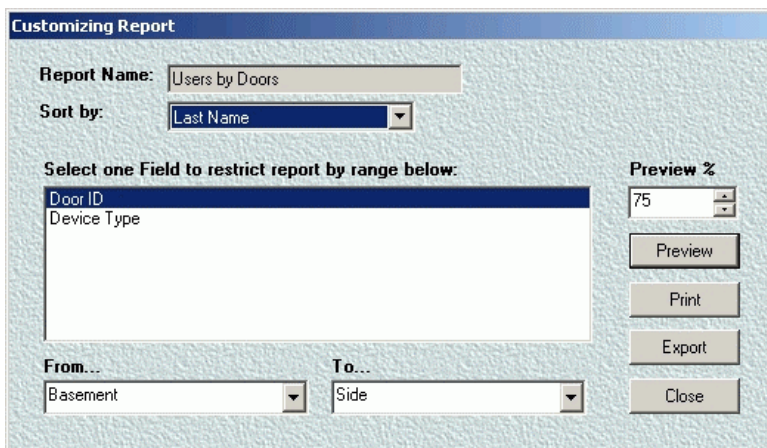 Customizing Report
Report Name: Users by Doors
Sort by: Last Name
Select one Field to restrict report by range below:
Door ID
Device Type
Preview %
75
Preview
Print
Export
Close
From... To...
Basement Side